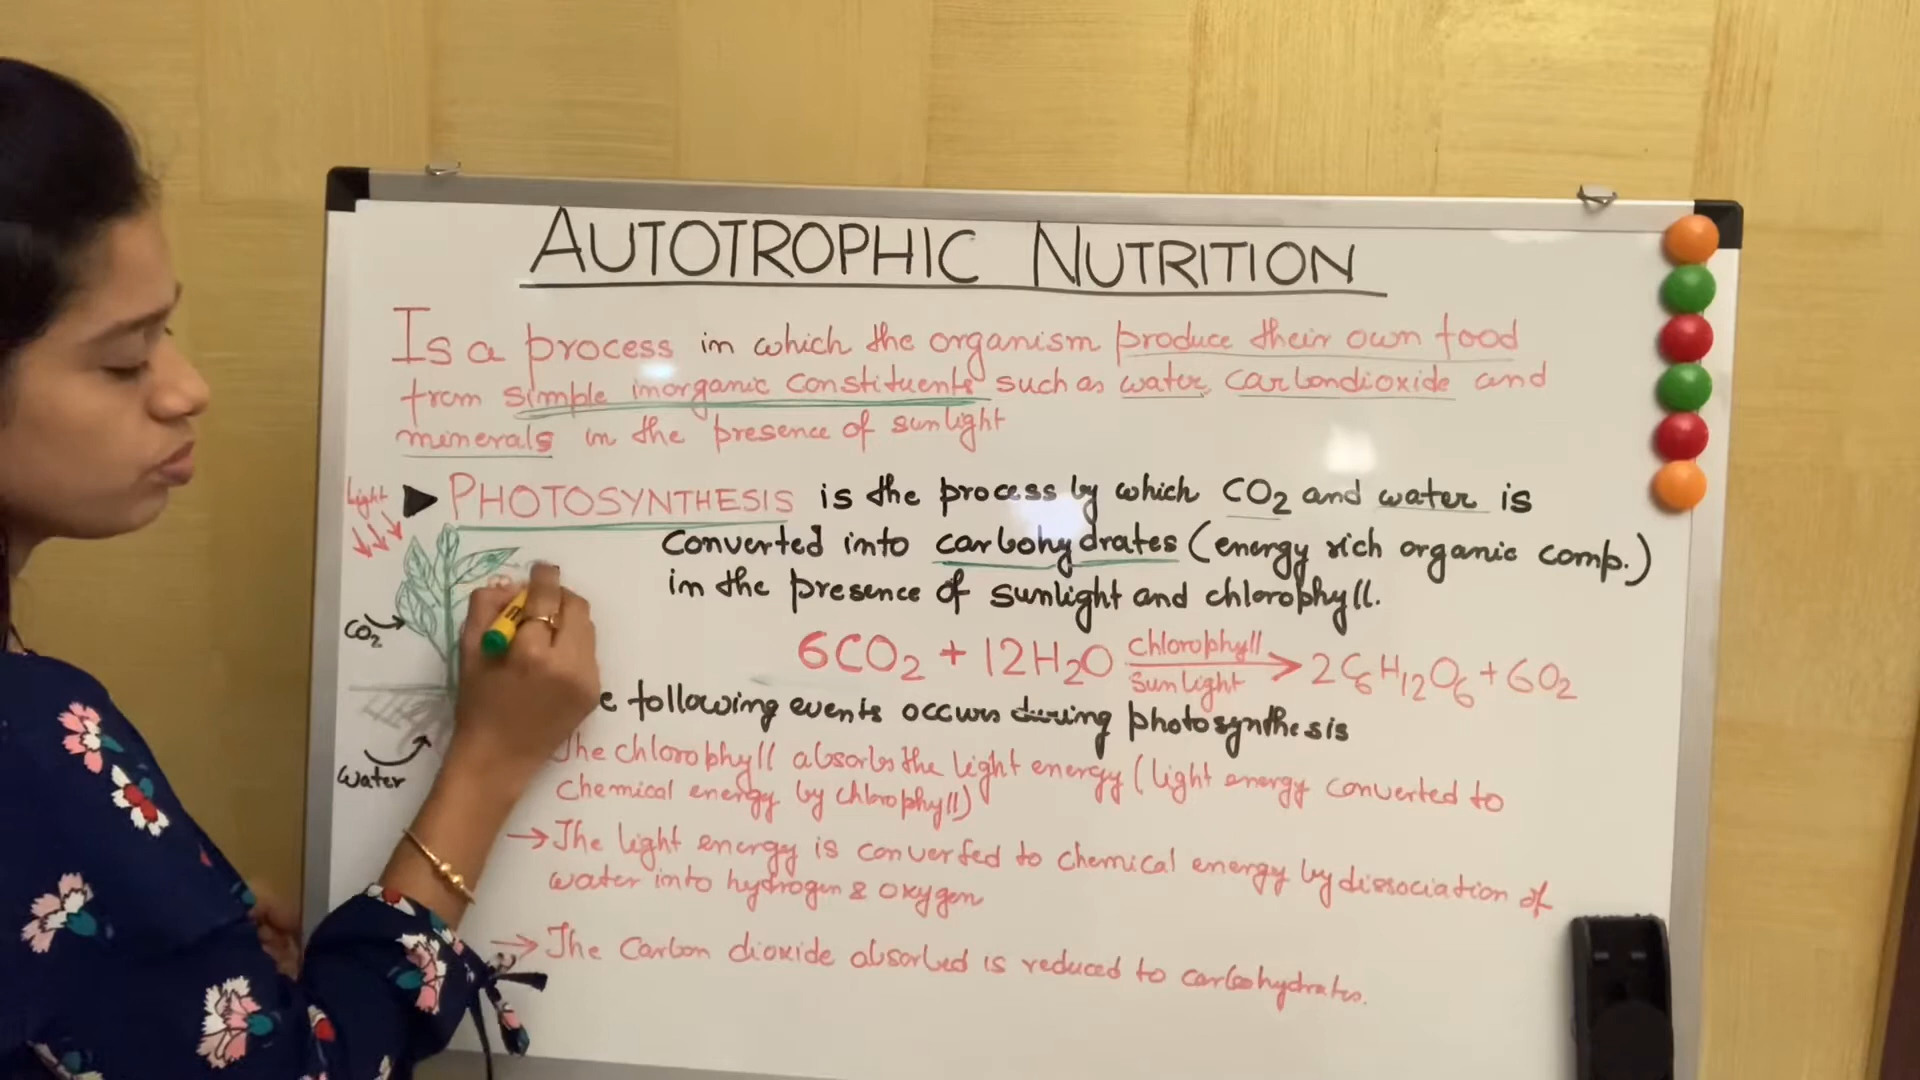 AUTOTROPHIC NUTRITION
Is a process in which the organism produce their own food
from simple inorganic constituents such as water, carbondioxide and
minerals in the presence of sunlight
light
▶ PHOTOSYNTHESIS is the process by which CO2 and water is
converted into carbohydrates (energy rich organic comp.)
in the presence of sunlight and chlorophyll.
CO2
6CO2 + 12H2O chlorophyll sunlight → 2C6H12O6 + 6O2
following events occurs during photosynthesis
water
The chlorophyll absorbs the light energy (light energy converted to
chemical energy by chlorophyll)
→ The light energy is converted to chemical energy by dissociation of
water into hydrogen & oxygen
→ The Carbon dioxide absorbed is reduced to carbohydrates.